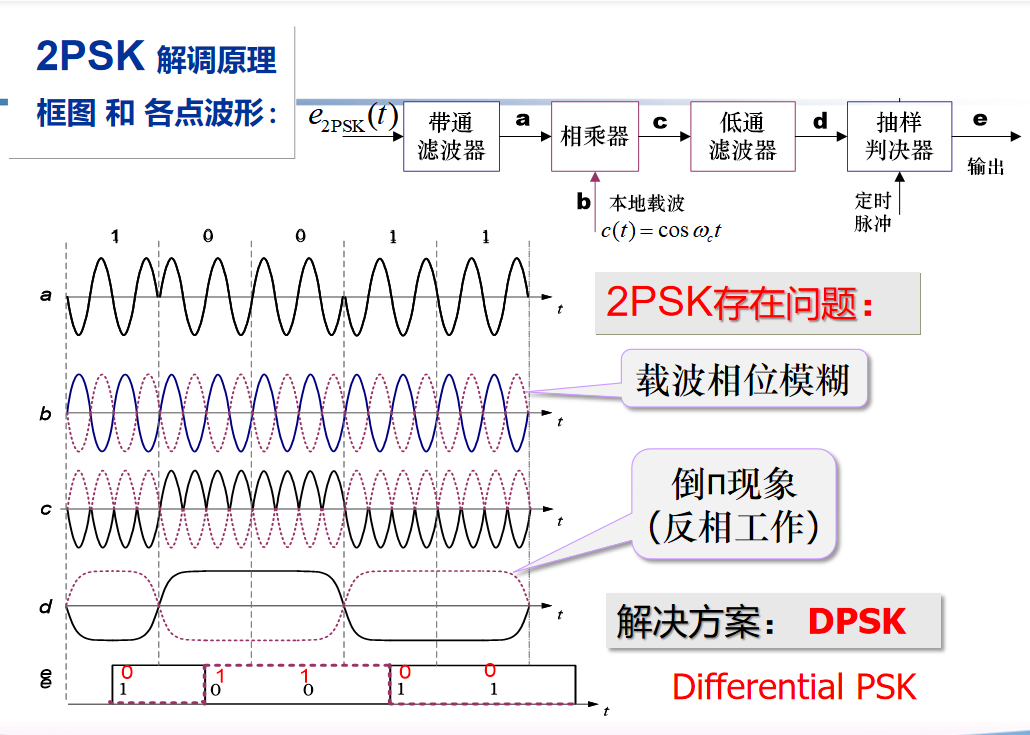 2PSK 解调原理
框图 和 各点波形：
e2PSK(t)
带通
滤波器
a
相乘器
c
低通
滤波器
d
抽样
判决器
e
输出
b
本地载波
c(t) = cos ωct
定时
脉冲
1 0 0 1 1
a
t
2PSK存在问题：
载波相位模糊
b
t
倒π现象
（反相工作）
c
t
d
t
解决方案： DPSK
e
0 1 1 0 0
1 0 0 1 1
t
Differential PSK